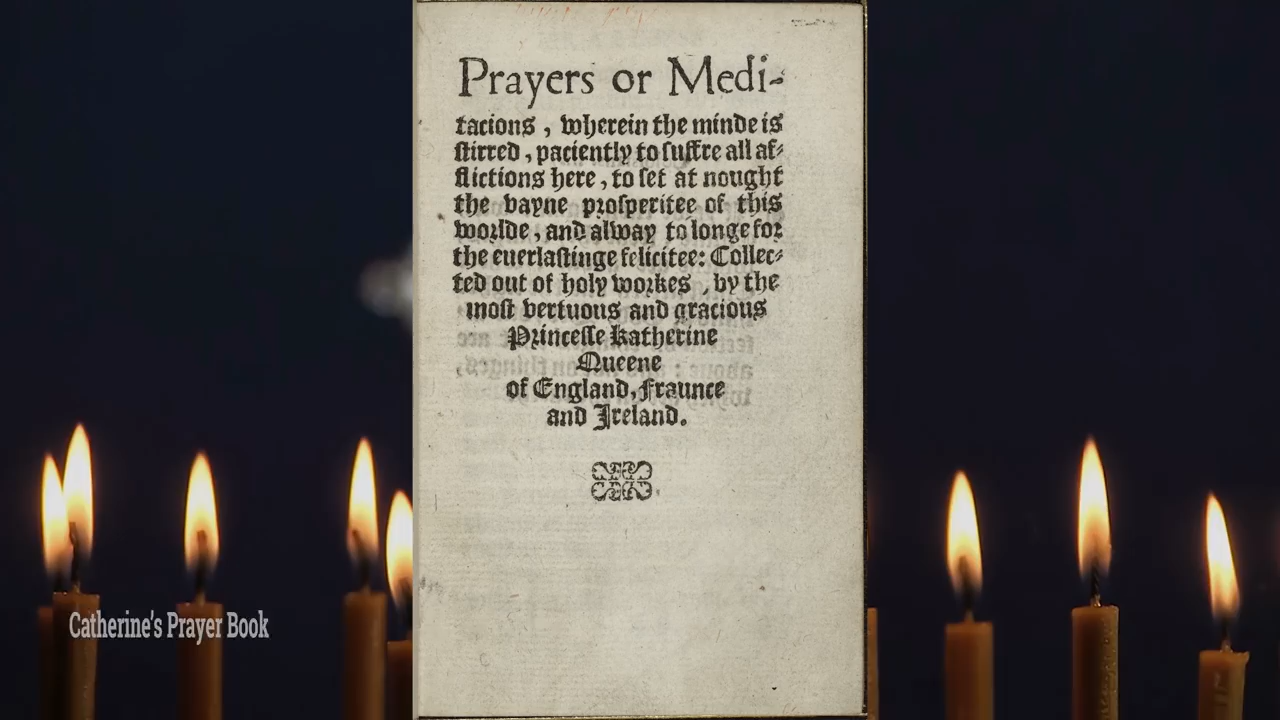 Prayers or Medi-
tacions, wherein the minde is
stirred, paciently to suffre all af-
flictions here, to set at nought
the vayne prosperitee of this
worlde, and alway to longe for
the euerlastinge felicitee: Collec-
ted out of holy workes, by the
most vertuous and gracious
Princesse Katherine
Queene
of England, Fraunce
and Ireland.
Catherine's Prayer Book